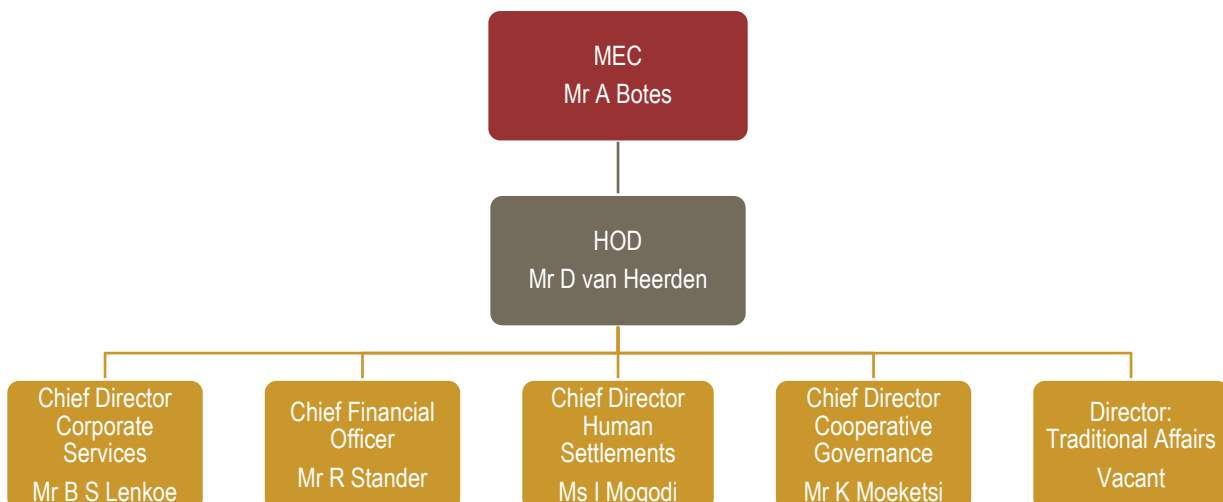 MEC
Mr A Botes
HOD
Mr D van Heerden
Chief Director
Corporate
Services
Mr B S Lenkoe
Chief Financial
Officer
Mr R Stander
Chief Director
Human
Settlements
Ms I Mogodi
Chief Director
Cooperative
Governance
Mr K Moeketsi
Director:
Traditional Affairs
Vacant